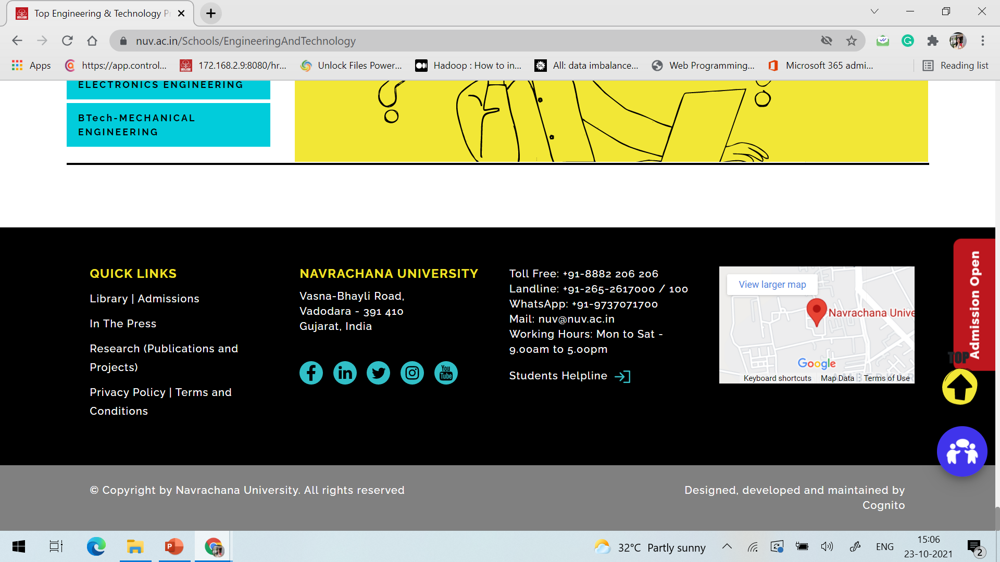 Top Engineering & Technology Pr
nuv.ac.in/Schools/EngineeringAndTechnology
Apps
https://app.control...
172.168.2.9:8080/hr...
Unlock Files Power...
Hadoop : How to in...
All: data imbalance...
Web Programming...
Microsoft 365 admi...
Reading list
ELECTRONICS ENGINEERING
BTech-MECHANICAL
ENGINEERING
QUICK LINKS
Library | Admissions
In The Press
Research (Publications and
Projects)
Privacy Policy | Terms and
Conditions
NAVRACHANA UNIVERSITY
Vasna-Bhayli Road,
Vadodara - 391 410
Gujarat, India
You
Tube
Toll Free: +91-8882 206 206
Landline: +91-265-2617000 / 100
WhatsApp: +91-9737071700
Mail: nuv@nuv.ac.in
Working Hours: Mon to Sat -
9.00am to 5.00pm
Students Helpline
View larger map
Navrachana Unive
Google
Keyboard shortcuts
Map Data
Terms of Use
Admission Open
TOP
© Copyright by Navrachana University. All rights reserved
Designed, developed and maintained by
Cognito
32°C Partly sunny
ENG
15:06
23-10-2021
2